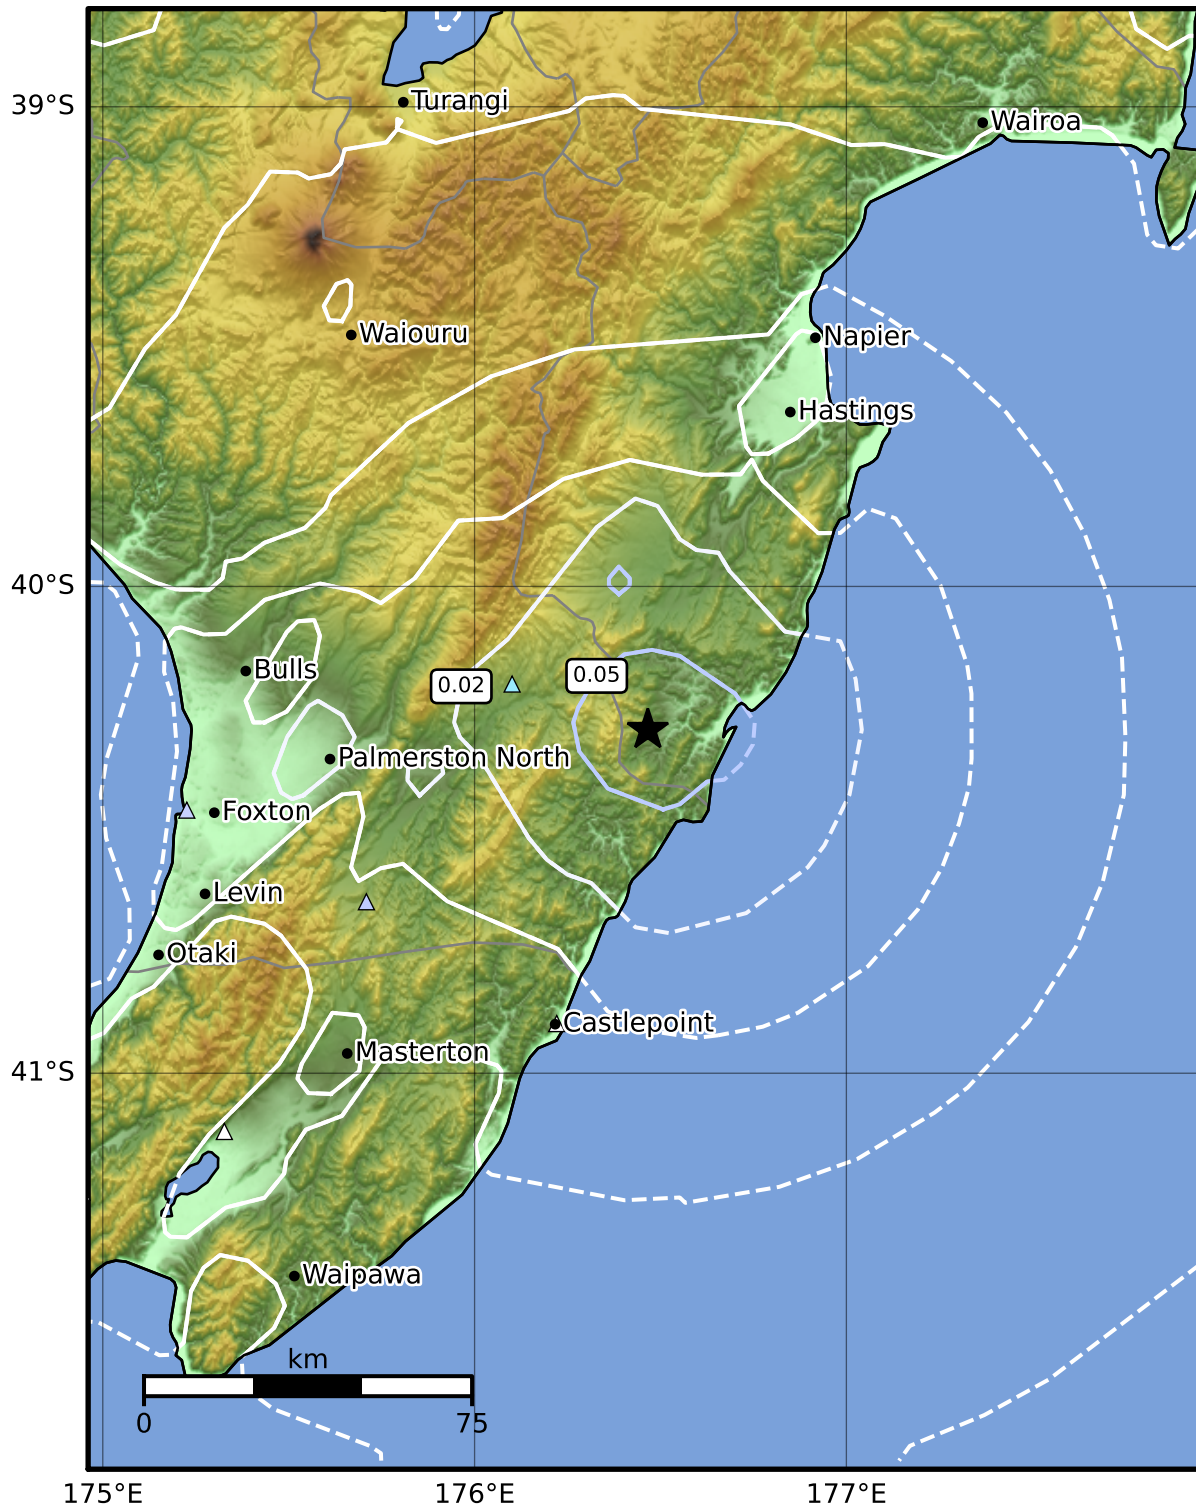 39°S
Turangi
Wairoa
Waiouru
Napier
Hastings
40°S
Bulls
0.02
0.05
Palmerston North
Foxton
Levin
Otaki
Castlepoint
Masterton
41°S
Waipawa
km
0 75
175°E 176°E 177°E